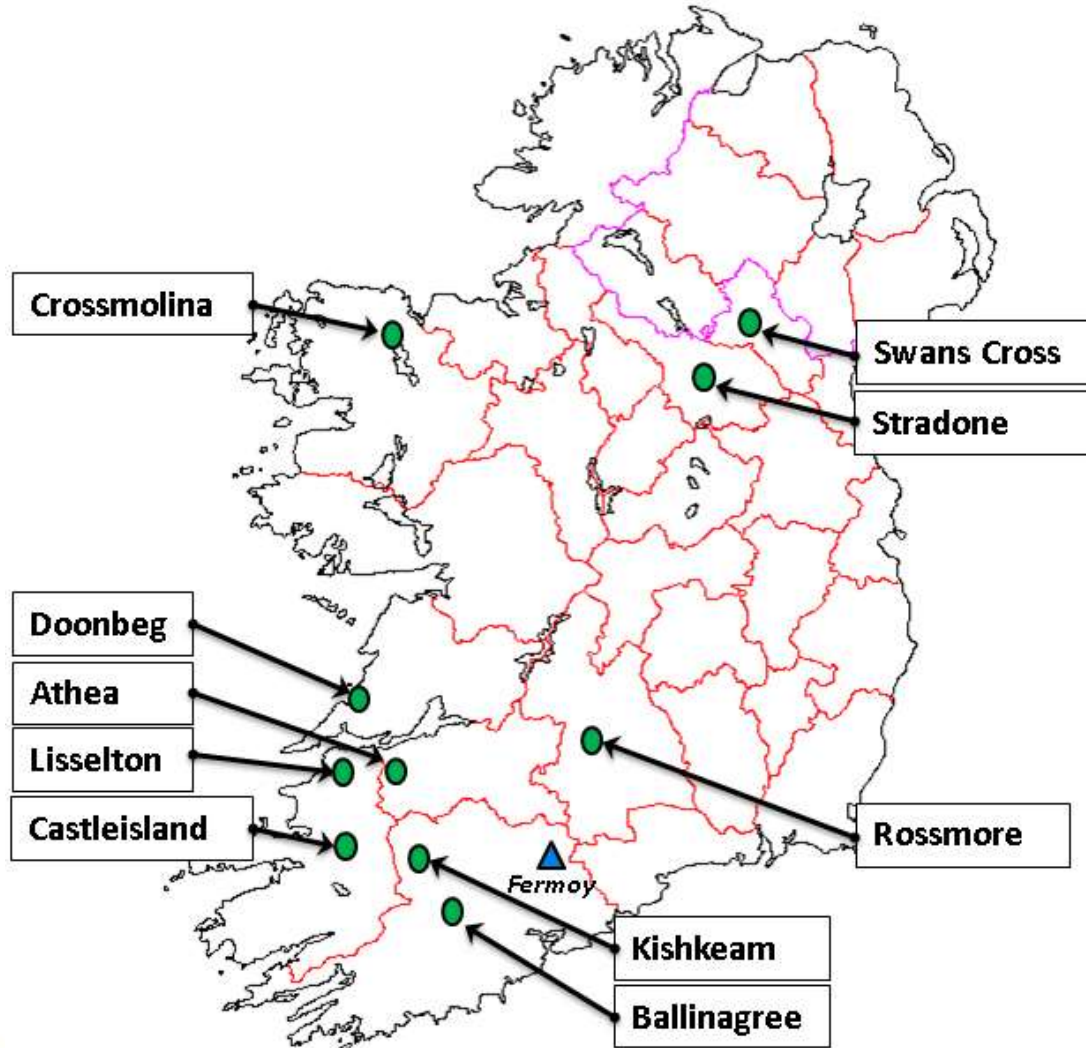 Crossmolina
Swans Cross
Stradone
Doonbeg
Athea
Lisselton
Castleisland
Rossmore
Fermoy
Kishkeam
Ballinagree